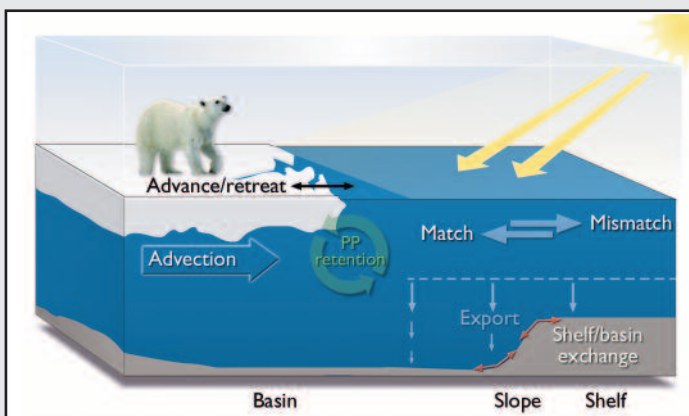 Advance/retreat
PP
retention
Advection
Match
Mismatch
Export
Shelf/basin
exchange
Basin
Slope
Shelf